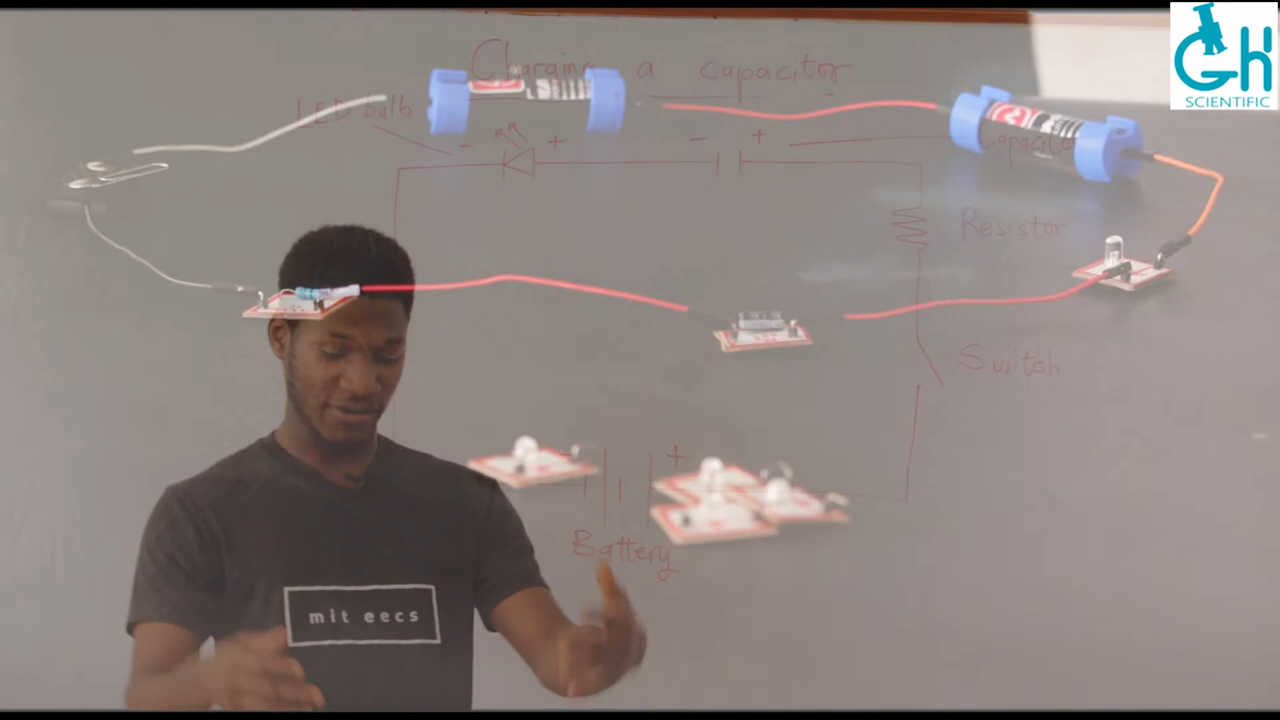 Charging a capacitor
LED bulb
- + - +
Capacitor
Resistor
Switch
+
Battery
mit eecs
GH
SCIENTIFIC